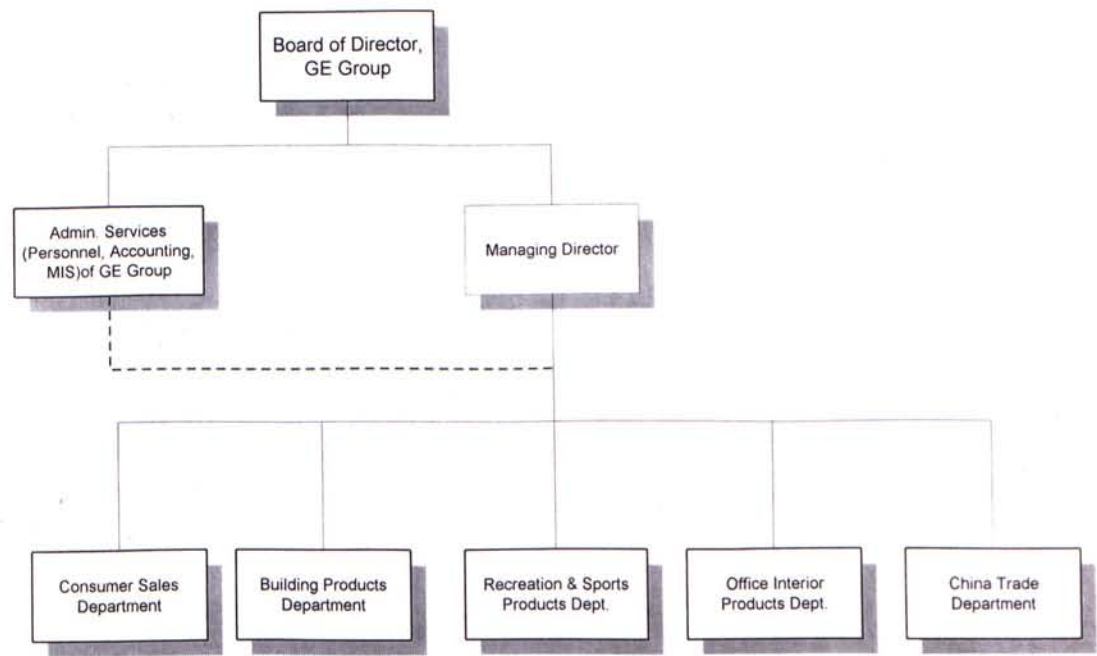 Board of Director,
GE Group
Admin. Services
(Personnel, Accounting,
MIS)of GE Group
Managing Director
Consumer Sales
Department
Building Products
Department
Recreation & Sports
Products Dept.
Office Interior
Products Dept.
China Trade
Department